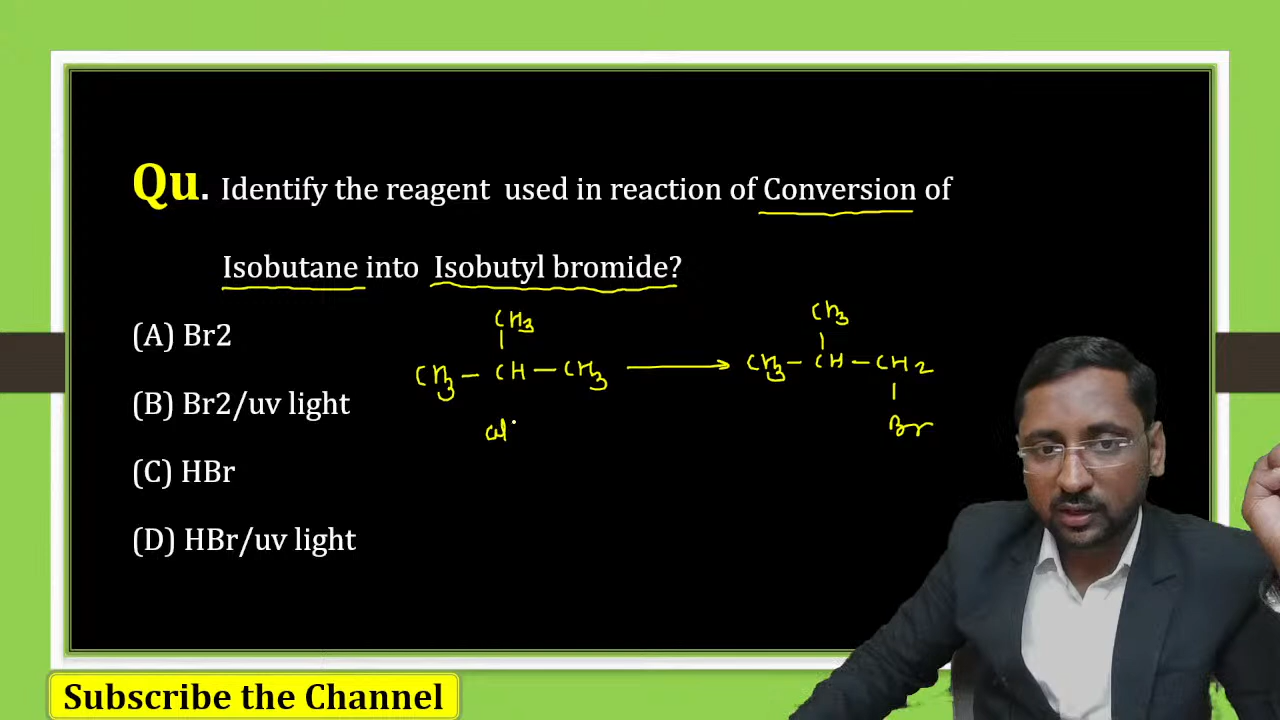 Qu. Identify the reagent used in reaction of Conversion of
Isobutane into Isobutyl bromide?
(A) Br2
(B) Br2/uv light
(C) HBr
(D) HBr/uv light
CH3
CH3 - CH - CH3
CH3
CH3 - CH - CH2
Br
Subscribe the Channel